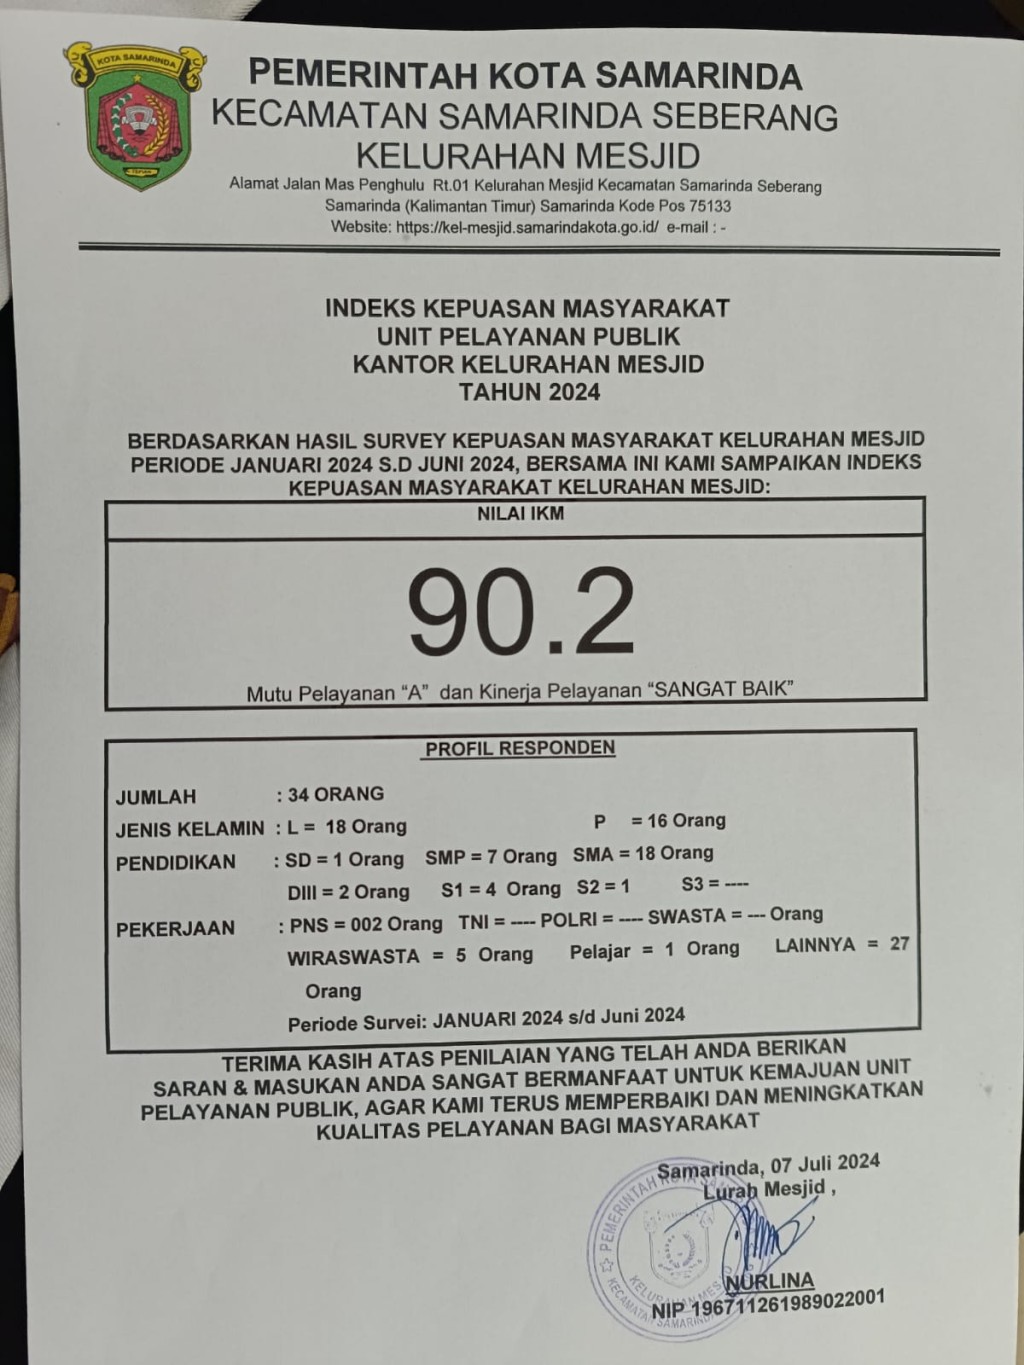 KOTA SAMARINDA
PEMERINTAH KOTA SAMARINDA
KECAMATAN SAMARINDA SEBERANG
KELURAHAN MESJID
Alamat Jalan Mas Penghulu Rt.01 Kelurahan Mesjid Kecamatan Samarinda Seberang
Samarinda (Kalimantan Timur) Samarinda Kode Pos 75133
Website: https://kel-mesjid.samarindakota.go.id/ e-mail : -
INDEKS KEPUASAN MASYARAKAT
UNIT PELAYANAN PUBLIK
KANTOR KELURAHAN MESJID
TAHUN 2024
BERDASARKAN HASIL SURVEY KEPUASAN MASYARAKAT KELURAHAN MESJID
PERIODE JANUARI 2024 S.D JUNI 2024, BERSAMA INI KAMI SAMPAIKAN INDEKS
KEPUASAN MASYARAKAT KELURAHAN MESJID:
NILAI IKM
90.2
Mutu Pelayanan “A” dan Kinerja Pelayanan “SANGAT BAIK”
PROFIL RESPONDEN
JUMLAH : 34 ORANG
JENIS KELAMIN : L = 18 Orang P = 16 Orang
PENDIDIKAN : SD = 1 Orang SMP = 7 Orang SMA = 18 Orang
DIII = 2 Orang S1 = 4 Orang S2 = 1 S3 = ----
PEKERJAAN : PNS = 002 Orang TNI = ---- POLRI = ---- SWASTA = --- Orang
WIRASWASTA = 5 Orang Pelajar = 1 Orang LAINNYA = 27
Orang
Periode Survei: JANUARI 2024 s/d Juni 2024
TERIMA KASIH ATAS PENILAIAN YANG TELAH ANDA BERIKAN
SARAN & MASUKAN ANDA SANGAT BERMANFAAT UNTUK KEMAJUAN UNIT
PELAYANAN PUBLIK, AGAR KAMI TERUS MEMPERBAIKI DAN MENINGKATKAN
KUALITAS PELAYANAN BAGI MASYARAKAT
Samarinda, 07 Juli 2024
Lurah Mesjid ,
PEMERINTAH KOTA
KELURAHAN MESJID
KECAMATAN SAMARINDA
NURLINA
NIP 196711261989022001